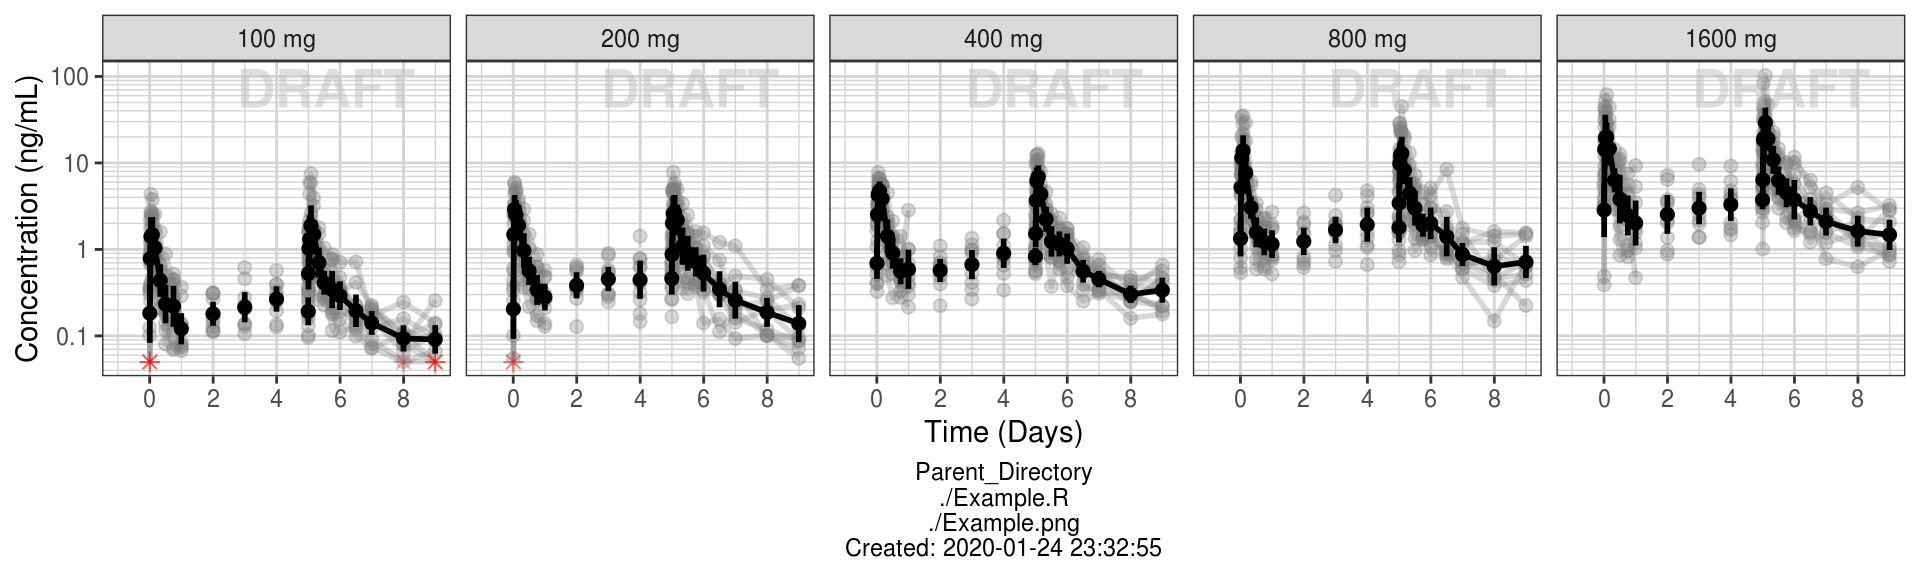 100 mg 200 mg 400 mg 800 mg 1600 mg
DRAFT DRAFT DRAFT DRAFT DRAFT
Concentration (ng/mL)
100
10
1
0.1
0 2 4 6 8 0 2 4 6 8 0 2 4 6 8 0 2 4 6 8 0 2 4 6 8
Time (Days)
Parent_Directory
./Example.R
./Example.png
Created: 2020-01-24 23:32:55